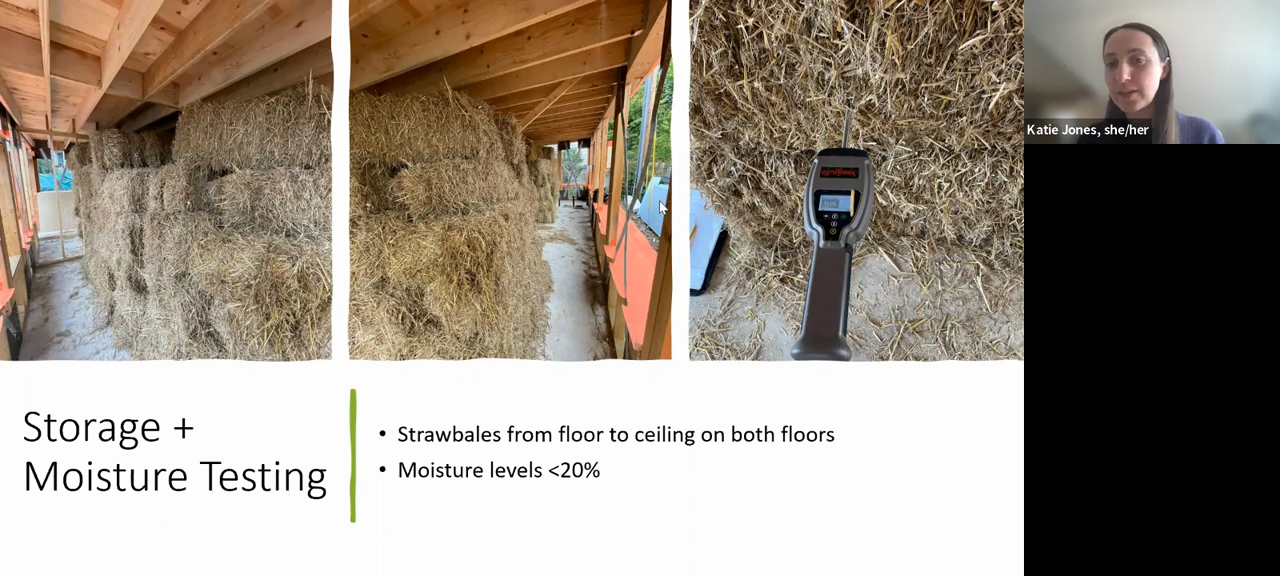 Katie Jones, she/her
Storage +
Moisture Testing
• Strawbales from floor to ceiling on both floors
• Moisture levels <20%